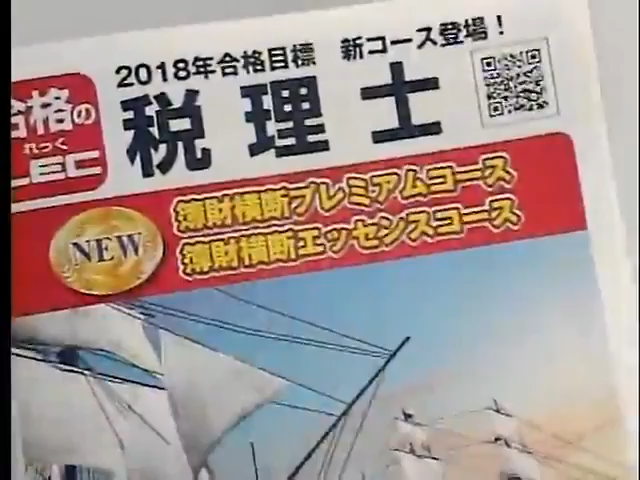 2018年合格目標 新コース登場！
合格の
れっく
LEC
税理士
NEW
簿財横断プレミアムコース
簿財横断エッセンスコース